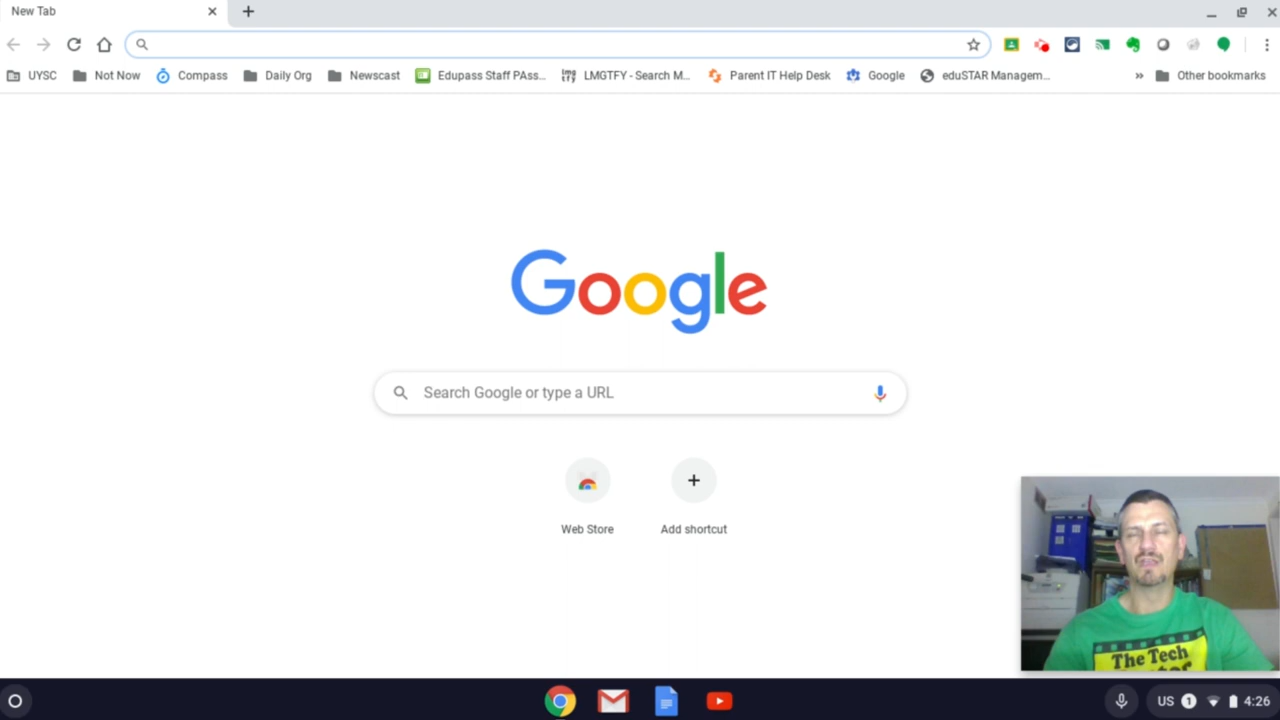 New Tab
UYSC Not Now Compass Daily Org Newscast Edupass Staff PAss... LMGTFY - Search M... Parent IT Help Desk Google eduSTAR Managem... » Other bookmarks
Google
Search Google or type a URL
Web Store Add shortcut
The Tech
US 1 4:26